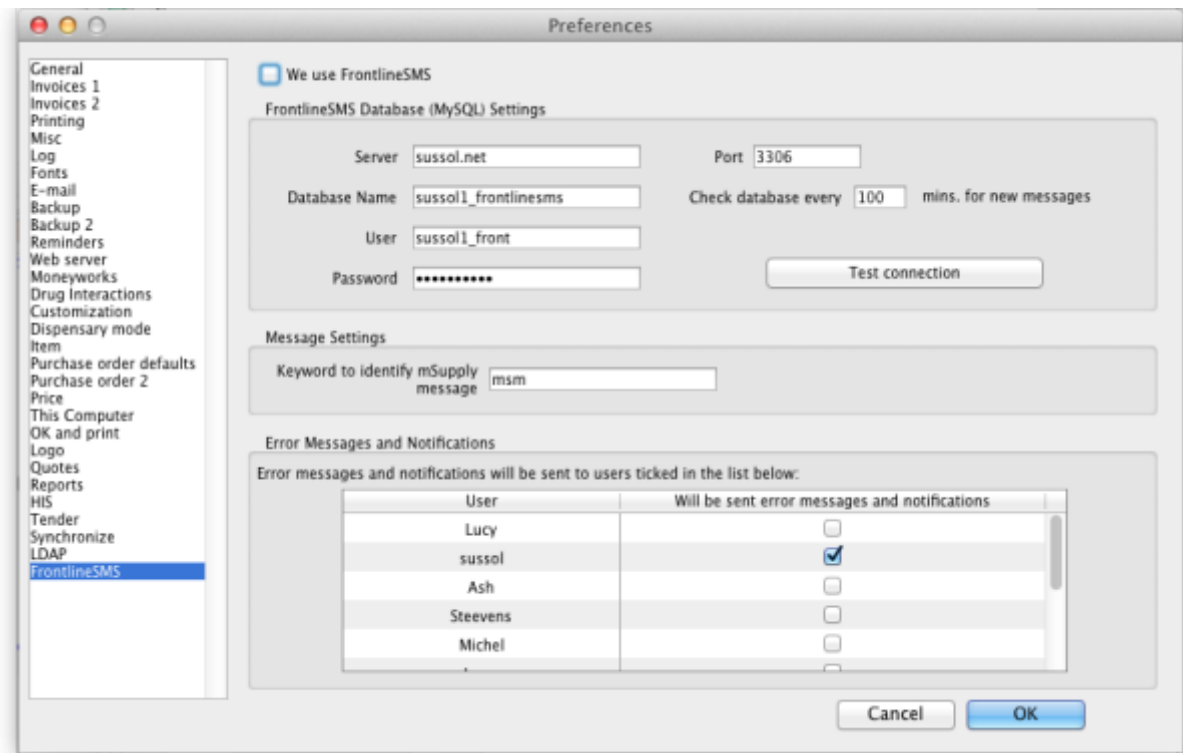 Preferences
General
Invoices 1
Invoices 2
Printing
Misc
Log
Fonts
E-mail
Backup
Backup 2
Reminders
Web server
Moneyworks
Drug Interactions
Customization
Dispensary mode
Item
Purchase order defaults
Purchase order 2
Price
This Computer
OK and print
Logo
Quotes
Reports
HIS
Tender
Synchronize
LDAP
FrontlineSMS
We use FrontlineSMS
FrontlineSMS Database (MySQL) Settings
Server sussol.net Port 3306
Database Name sussol1_frontlinesms Check database every 100 mins. for new messages
User sussol1_front
Password •••••••••• Test connection
Message Settings
Keyword to identify mSupply
message msm
Error Messages and Notifications
Error messages and notifications will be sent to users ticked in the list below:
User Will be sent error messages and notifications
Lucy
sussol
Ash
Steevens
Michel
Cancel OK